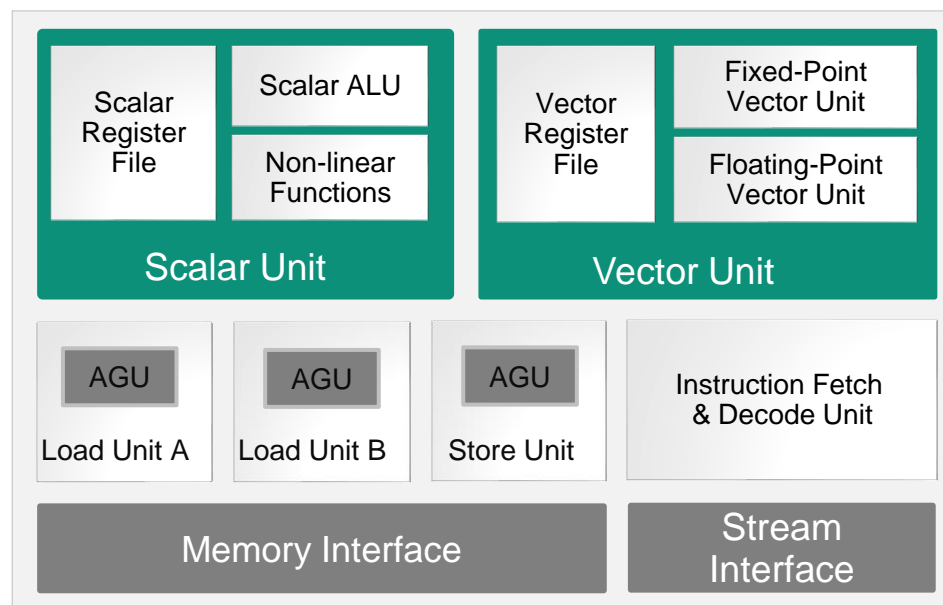 Scalar
Register
File
Scalar ALU
Non-linear
Functions
Scalar Unit
Vector
Register
File
Fixed-Point
Vector Unit
Floating-Point
Vector Unit
Vector Unit
AGU
Load Unit A
AGU
Load Unit B
AGU
Store Unit
Instruction Fetch
& Decode Unit
Memory Interface
Stream
Interface